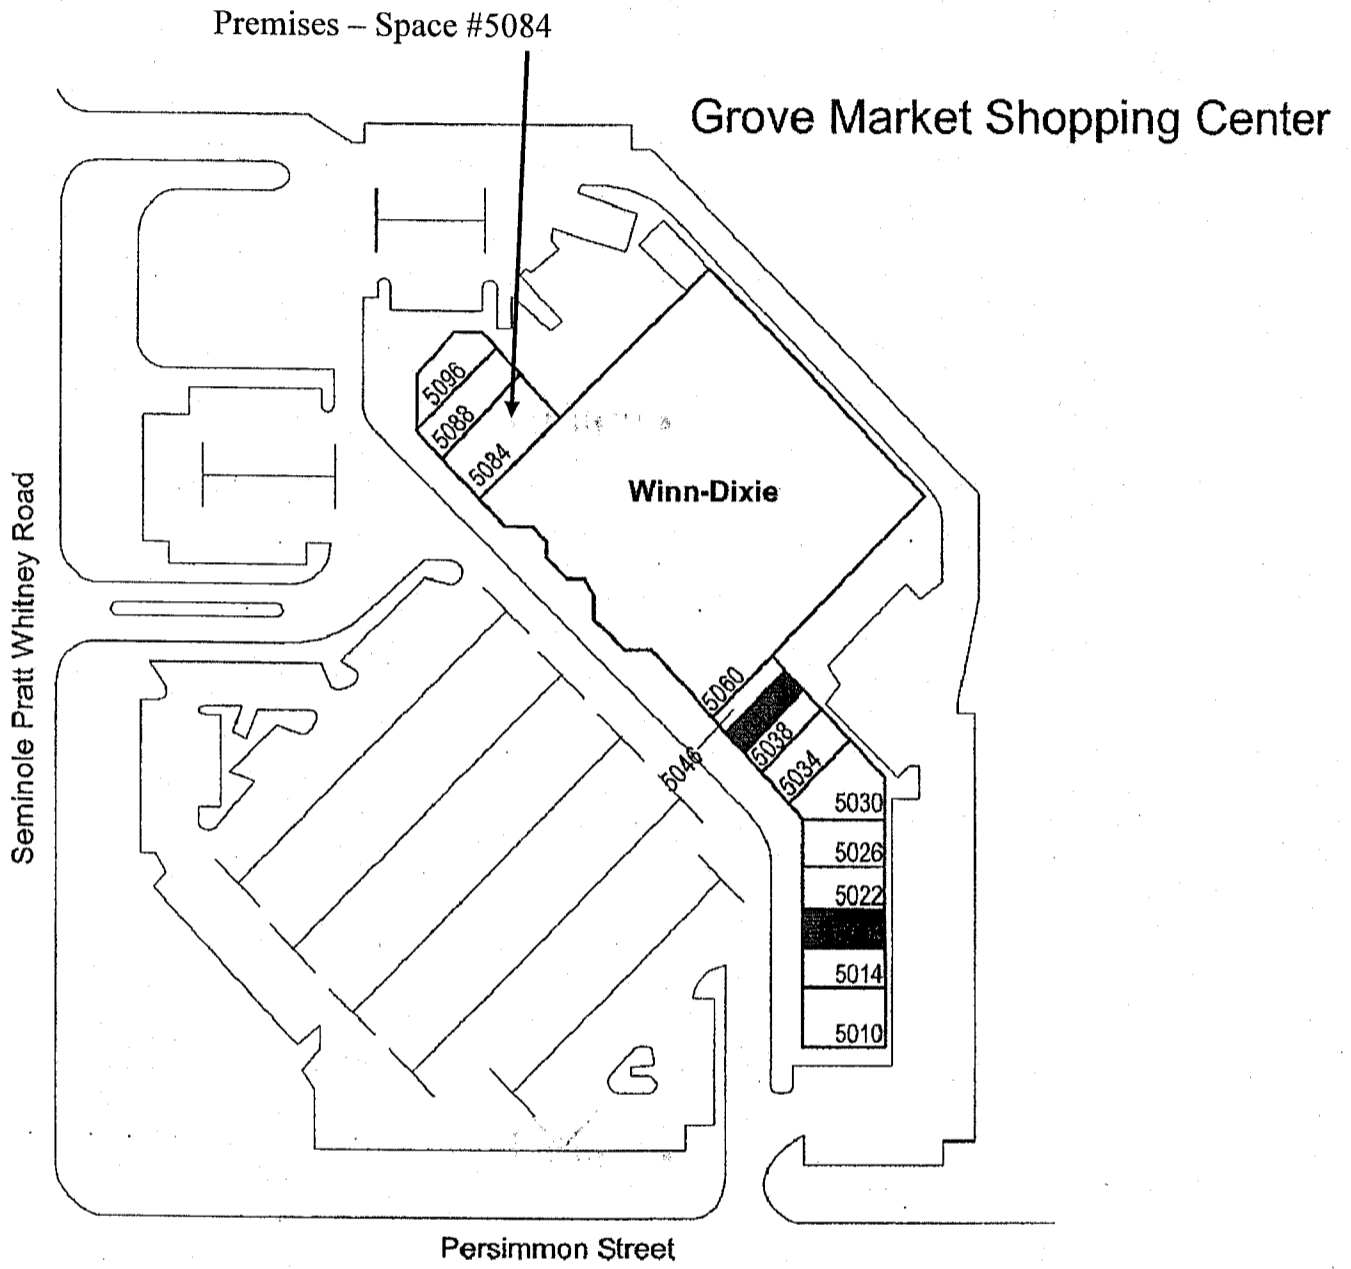 Premises – Space #5084
Grove Market Shopping Center
5096
5088
5084
Winn-Dixie
Seminole Pratt Whitney Road
5060
5046
5038
5034
5030
5026
5022
5014
5010
Persimmon Street